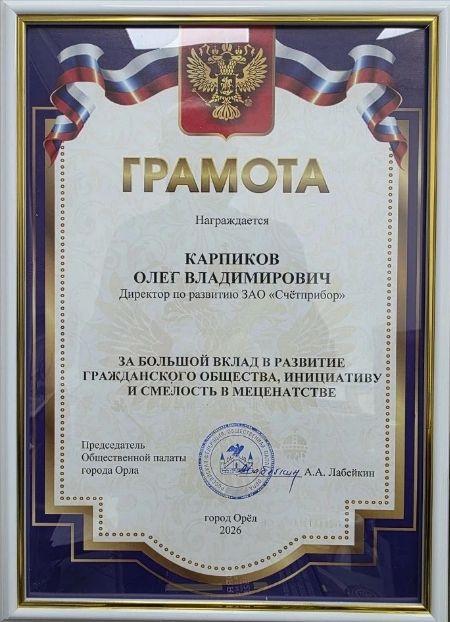 ГРАМОТА
Награждается
КАРПИКОВ
ОЛЕГ ВЛАДИМИРОВИЧ
Директор по развитию ЗАО «Счётприбор»
ЗА БОЛЬШОЙ ВКЛАД В РАЗВИТИЕ
ГРАЖДАНСКОГО ОБЩЕСТВА, ИНИЦИАТИВУ
И СМЕЛОСТЬ В МЕЦЕНАТСТВЕ
Председатель
Общественной палаты
города Орла
А.А. Лабейкин
город Орёл
2026